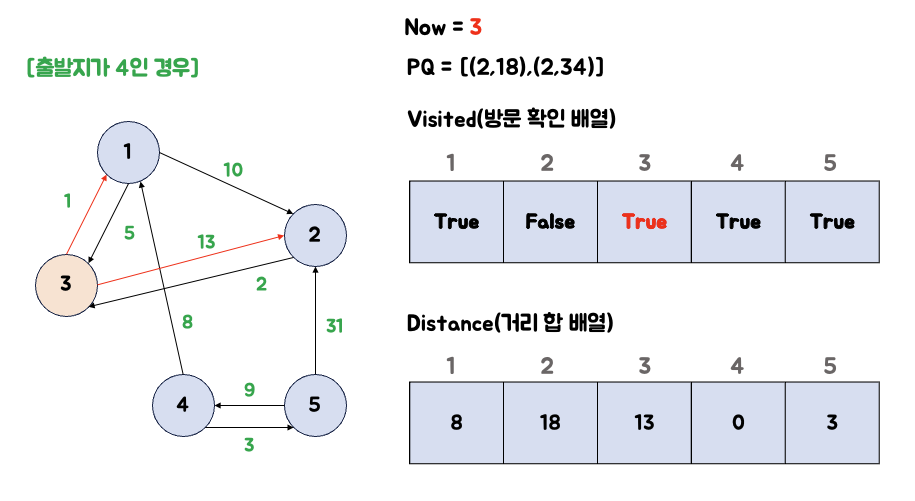 [출발지가 4인 경우]
Now = 3
PQ = [(2,18),(2,34)]
Visited(방문 확인 배열)
1 2 3 4 5
True False True True True
Distance(거리 합 배열)
1 2 3 4 5
8 18 13 0 3
1
10
1
5
13
2
3
2
8
31
9
4
5
3